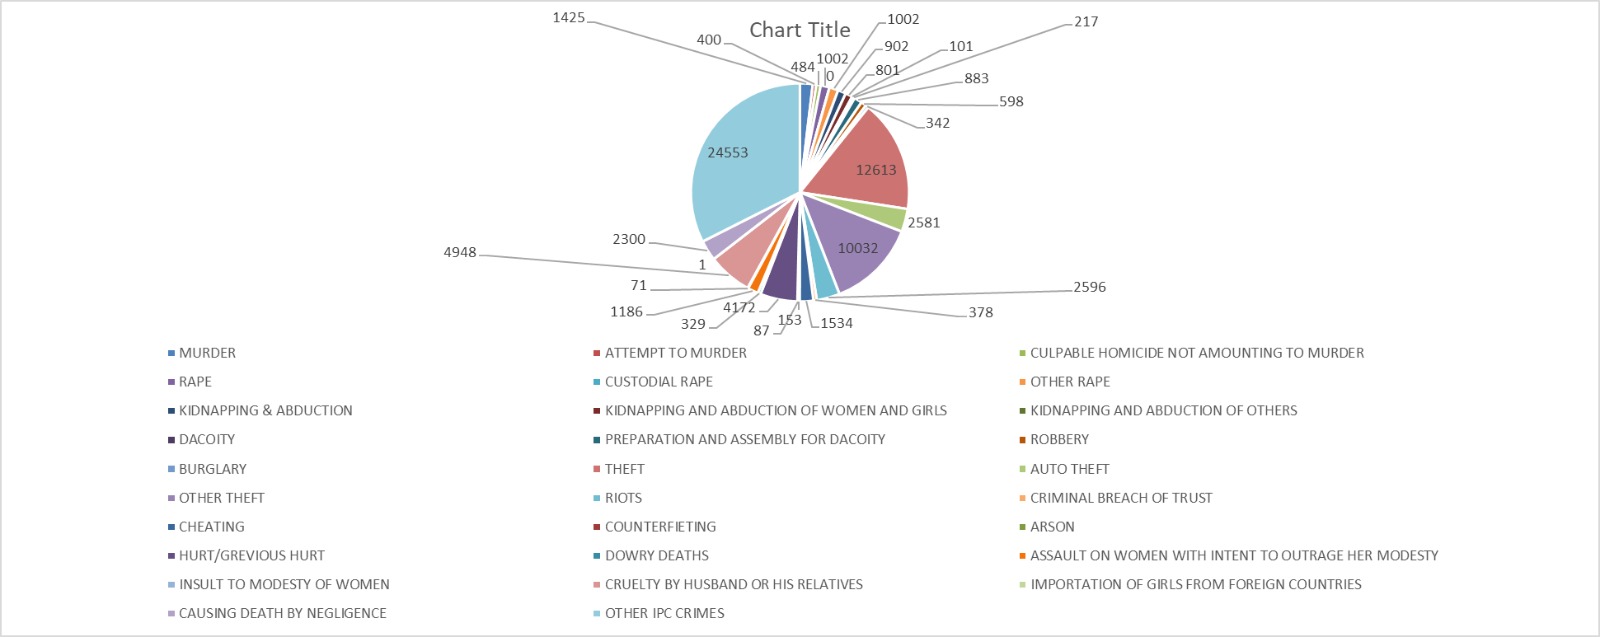 Chart Title
1425
400
484
1002
0
1002
902
801
101
217
883
598
342
12613
2581
10032
2596
378
1534
153
87
4172
329
1186
71
4948
1
2300
24553
MURDER
ATTEMPT TO MURDER
CULPABLE HOMICIDE NOT AMOUNTING TO MURDER
RAPE
CUSTODIAL RAPE
OTHER RAPE
KIDNAPPING & ABDUCTION
KIDNAPPING AND ABDUCTION OF WOMEN AND GIRLS
KIDNAPPING AND ABDUCTION OF OTHERS
DACOITY
PREPARATION AND ASSEMBLY FOR DACOITY
ROBBERY
BURGLARY
THEFT
AUTO THEFT
OTHER THEFT
RIOTS
CRIMINAL BREACH OF TRUST
CHEATING
COUNTERFIETING
ARSON
HURT/GREVIOUS HURT
DOWRY DEATHS
ASSAULT ON WOMEN WITH INTENT TO OUTRAGE HER MODESTY
INSULT TO MODESTY OF WOMEN
CRUELTY BY HUSBAND OR HIS RELATIVES
IMPORTATION OF GIRLS FROM FOREIGN COUNTRIES
CAUSING DEATH BY NEGLIGENCE
OTHER IPC CRIMES